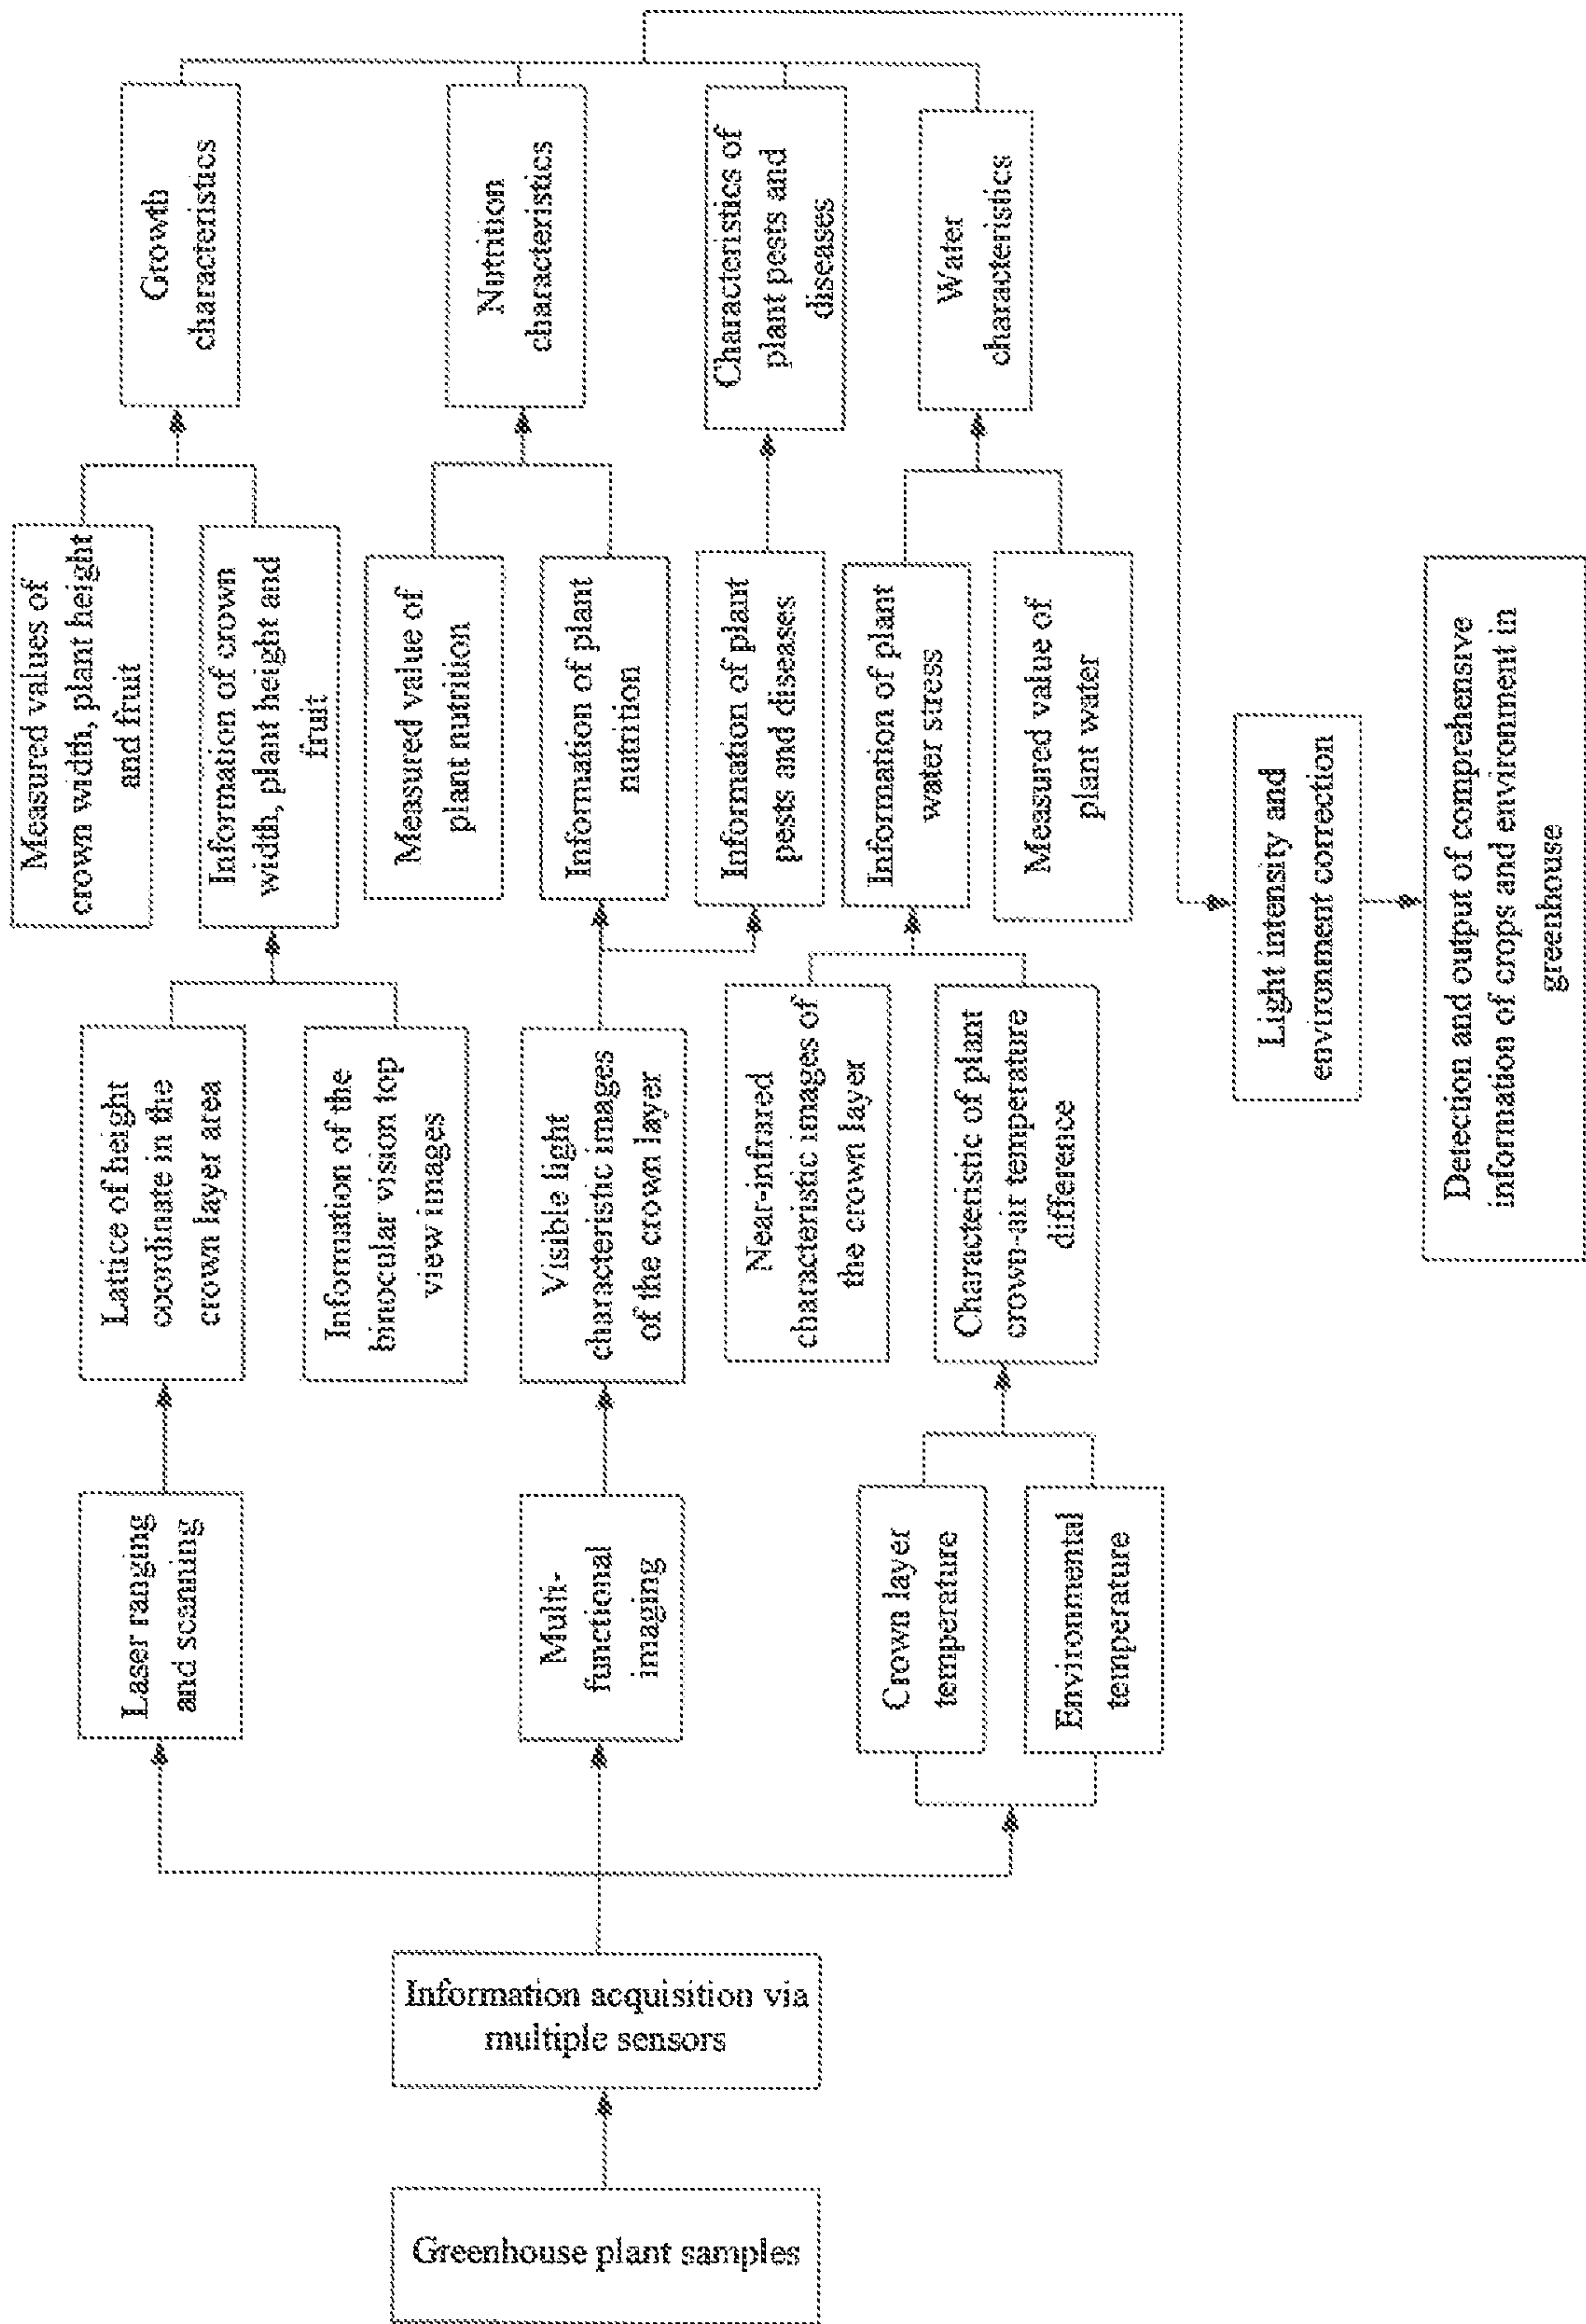 Greenhouse plant samples
Information acquisition via
multiple sensors
Laser ranging
and scanning
Multi-
functional
imaging
Crown layer
temperature
Environmental
temperature
Lattice of height
coordinate in the
crown layer area
Information of the
binocular vision top
view images
Visible light
characteristic images
of the crown layer
Near-infrared
characteristic images of
the crown layer
Characteristic of plant
crown-air temperature
difference
Measured values of
crown width, plant height
and fruit
Information of crown
width, plant height and
fruit
Measured value of
plant nutrition
Information of plant
nutrition
Information of plant
pests and diseases
Information of plant
water stress
Measured value of
plant water
Growth
characteristics
Nutrition
characteristics
Characteristics of
plant pests and
diseases
Water
characteristics
Light intensity and
environment correction
Detection and output of comprehensive
information of crops and environment in
greenhouse